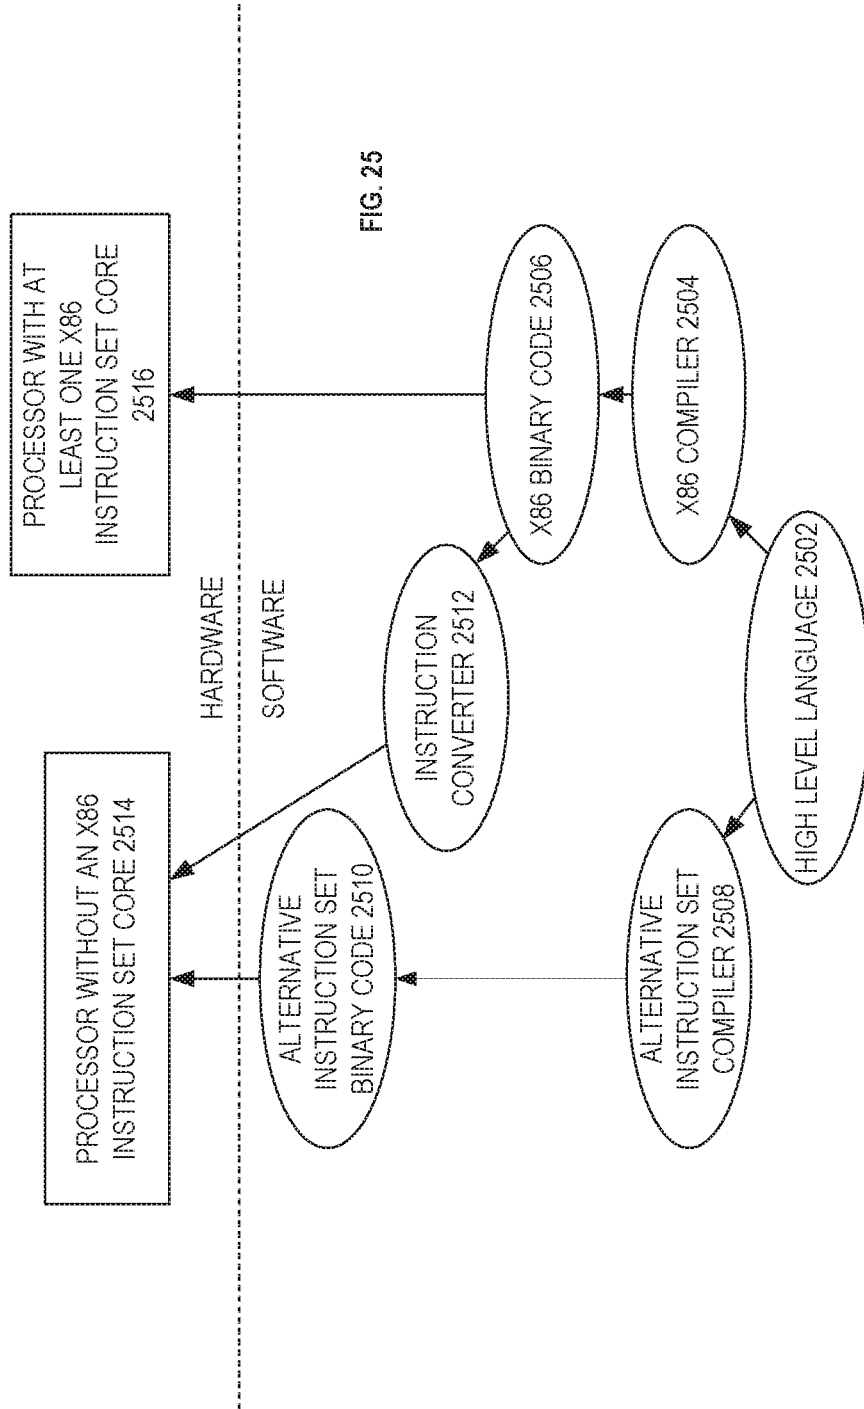 PROCESSOR WITHOUT AN X86
INSTRUCTION SET CORE 2514
PROCESSOR WITH AT
LEAST ONE X86
INSTRUCTION SET CORE
2516
HARDWARE
SOFTWARE
ALTERNATIVE
INSTRUCTION SET
BINARY CODE 2510
INSTRUCTION
CONVERTER 2512
FIG. 25
X86 BINARY CODE 2506
ALTERNATIVE
INSTRUCTION SET
COMPILER 2508
X86 COMPILER 2504
HIGH LEVEL LANGUAGE 2502